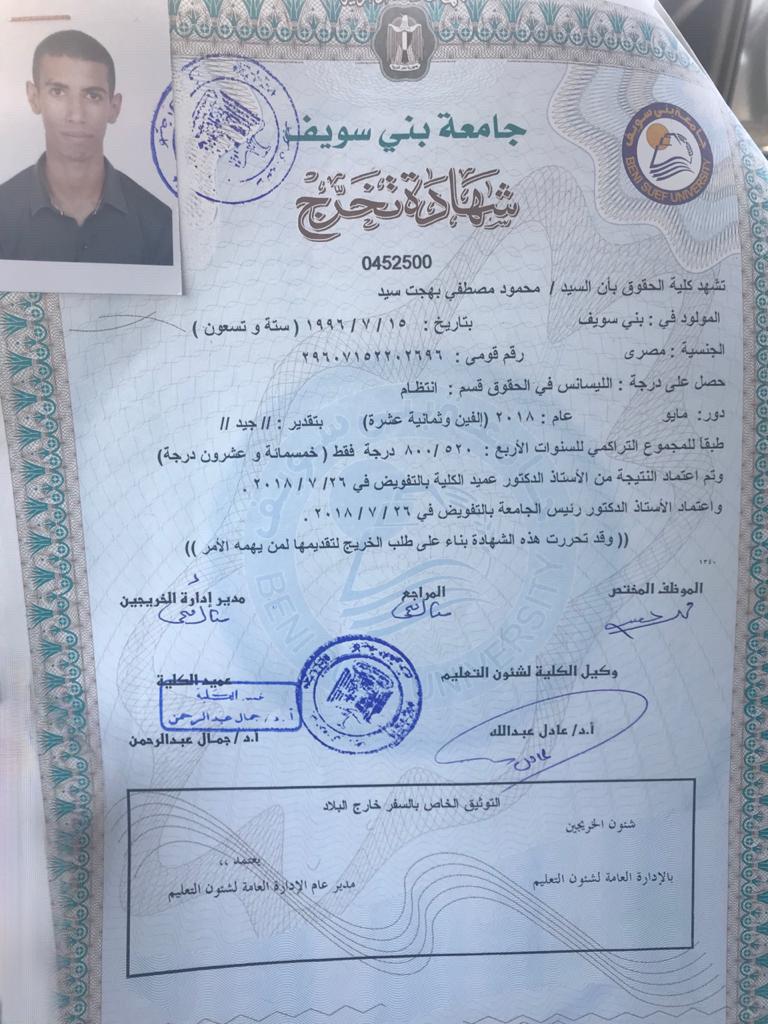 جامعة بني سويف
جامعة بني سويف
BENI-SUEF UNIVERSITY
شهادة تخرج
0452500
تشهد كلية الحقوق بأن السيد / محمود مصطفي بهجت سيد
المولود في : بني سويف بتاريخ : ١٥ / ٧ / ١٩٩٦ ( ستة و تسعون )
الجنسية : مصرى رقم قومى : ٢٩٦٠٧١٥٢٢٠٢٦٩٦
حصل على درجة : الليسانس في الحقوق قسم : انتظام
دور: مايو عام : ٢٠١٨ (الفين وثمانية عشرة) بتقدير : // جيد //
طبقا للمجموع التراكمي للسنوات الأربع : ٨٠٠/٥٢٠ درجة فقط ( خمسمائة و عشرون درجة)
وتم اعتماد النتيجة من الأستاذ الدكتور عميد الكلية بالتفويض في ٢٦/ ٧ / ٢٠١٨ .
واعتماد الأستاذ الدكتور رئيس الجامعة بالتفويض في ٢٦ / ٧ / ٢٠١٨ .
(( وقد تحررت هذه الشهادة بناء على طلب الخريج لتقديمها لمن يهمه الأمر ))
١٣٤٠
الموظف المختص المراجع مدير إدارة الخريجين
وكيل الكلية لشئون التعليم عميد الكلية
عميد الكلية
أ.د/ جمال عبدالرحمن
أ.د/ عادل عبدالله أ.د/ جمال عبدالرحمن
عادل
التوثيق الخاص بالسفر خارج البلاد
شئون الخريجين
يعتمد ،،
بالإدارة العامة لشئون التعليم مدير عام الإدارة العامة لشئون التعليم
BENI UNIVERSITY